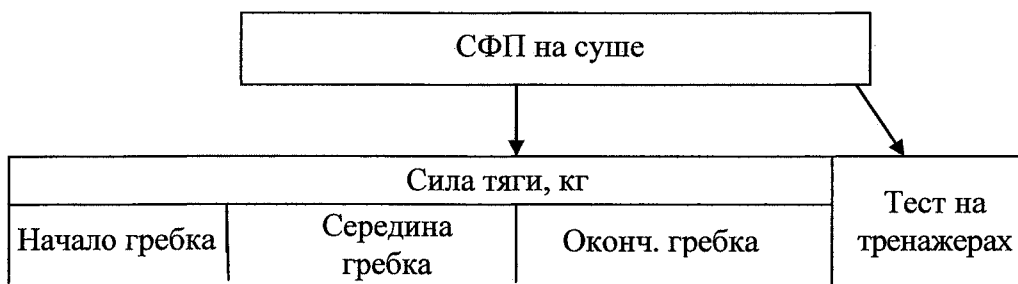 СФП на суше
Сила тяги, кг
Начало гребка
Середина
гребка
Оконч. гребка
Тест на
тренажерах